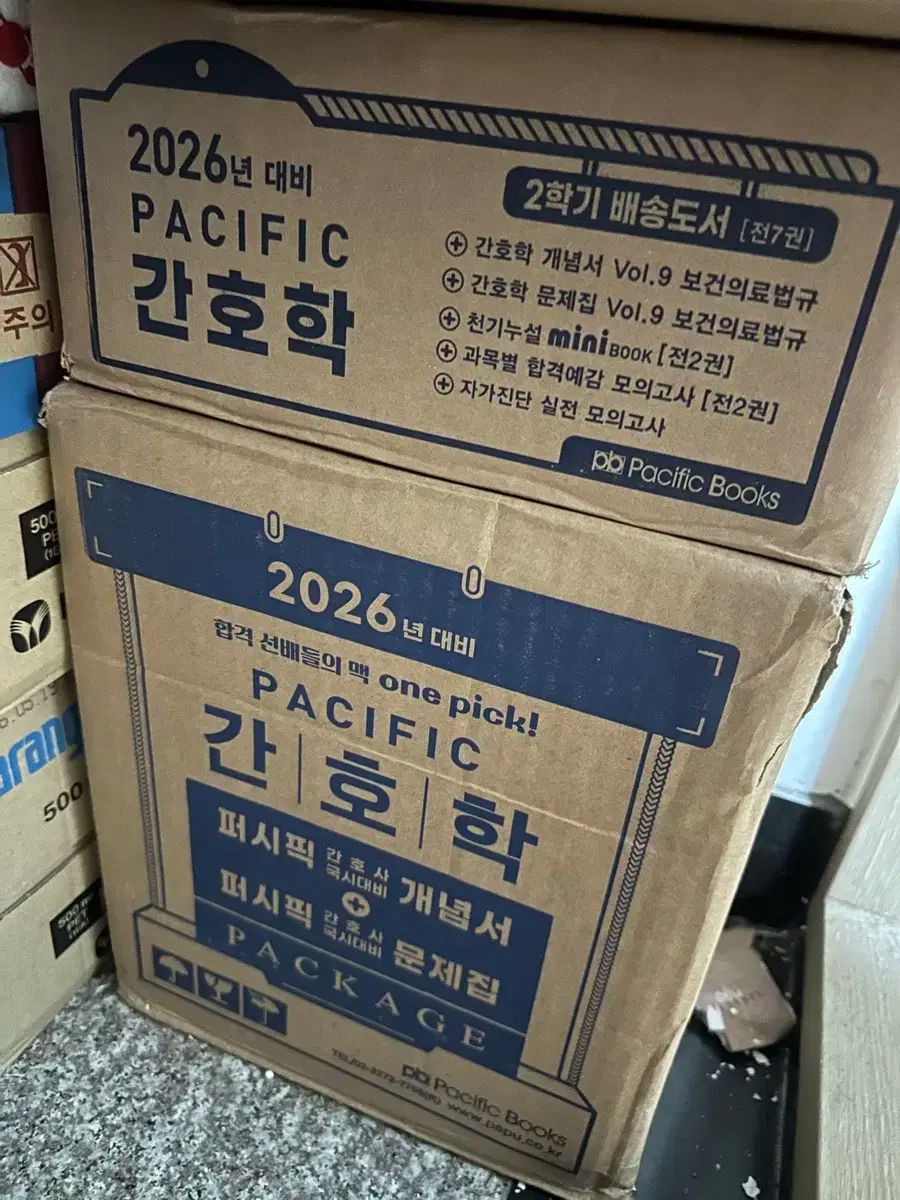 2026년 대비
PACIFIC
간호학
2학기 배송도서 [전7권]
간호학 개념서 Vol.9 보건의료법규
간호학 문제집 Vol.9 보건의료법규
천기누설 mini BOOK [전2권]
과목별 합격예감 모의고사 [전2권]
자가진단 실전 모의고사
pb Pacific Books
2026년 대비
합격 선배들의 맥 one pick!
PACIFIC
간호학
퍼시픽 간호사 국시대비 개념서
퍼시픽 간호사 국시대비 문제집
PACKAGE
pb Pacific Books
www.papu.co.kr
주의
500
500